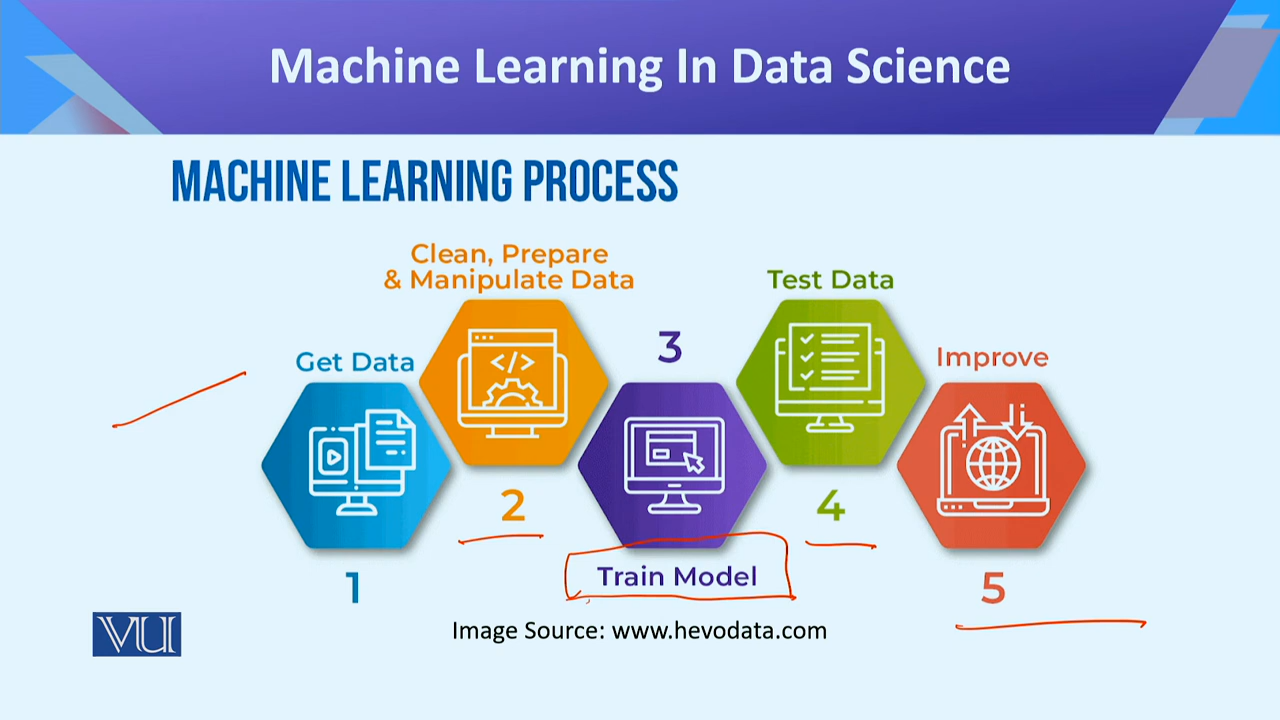 Machine Learning In Data Science
MACHINE LEARNING PROCESS
Get Data
1
Clean, Prepare
& Manipulate Data
2
3
Train Model
Test Data
4
Improve
5
VU
Image Source: www.hevodata.com